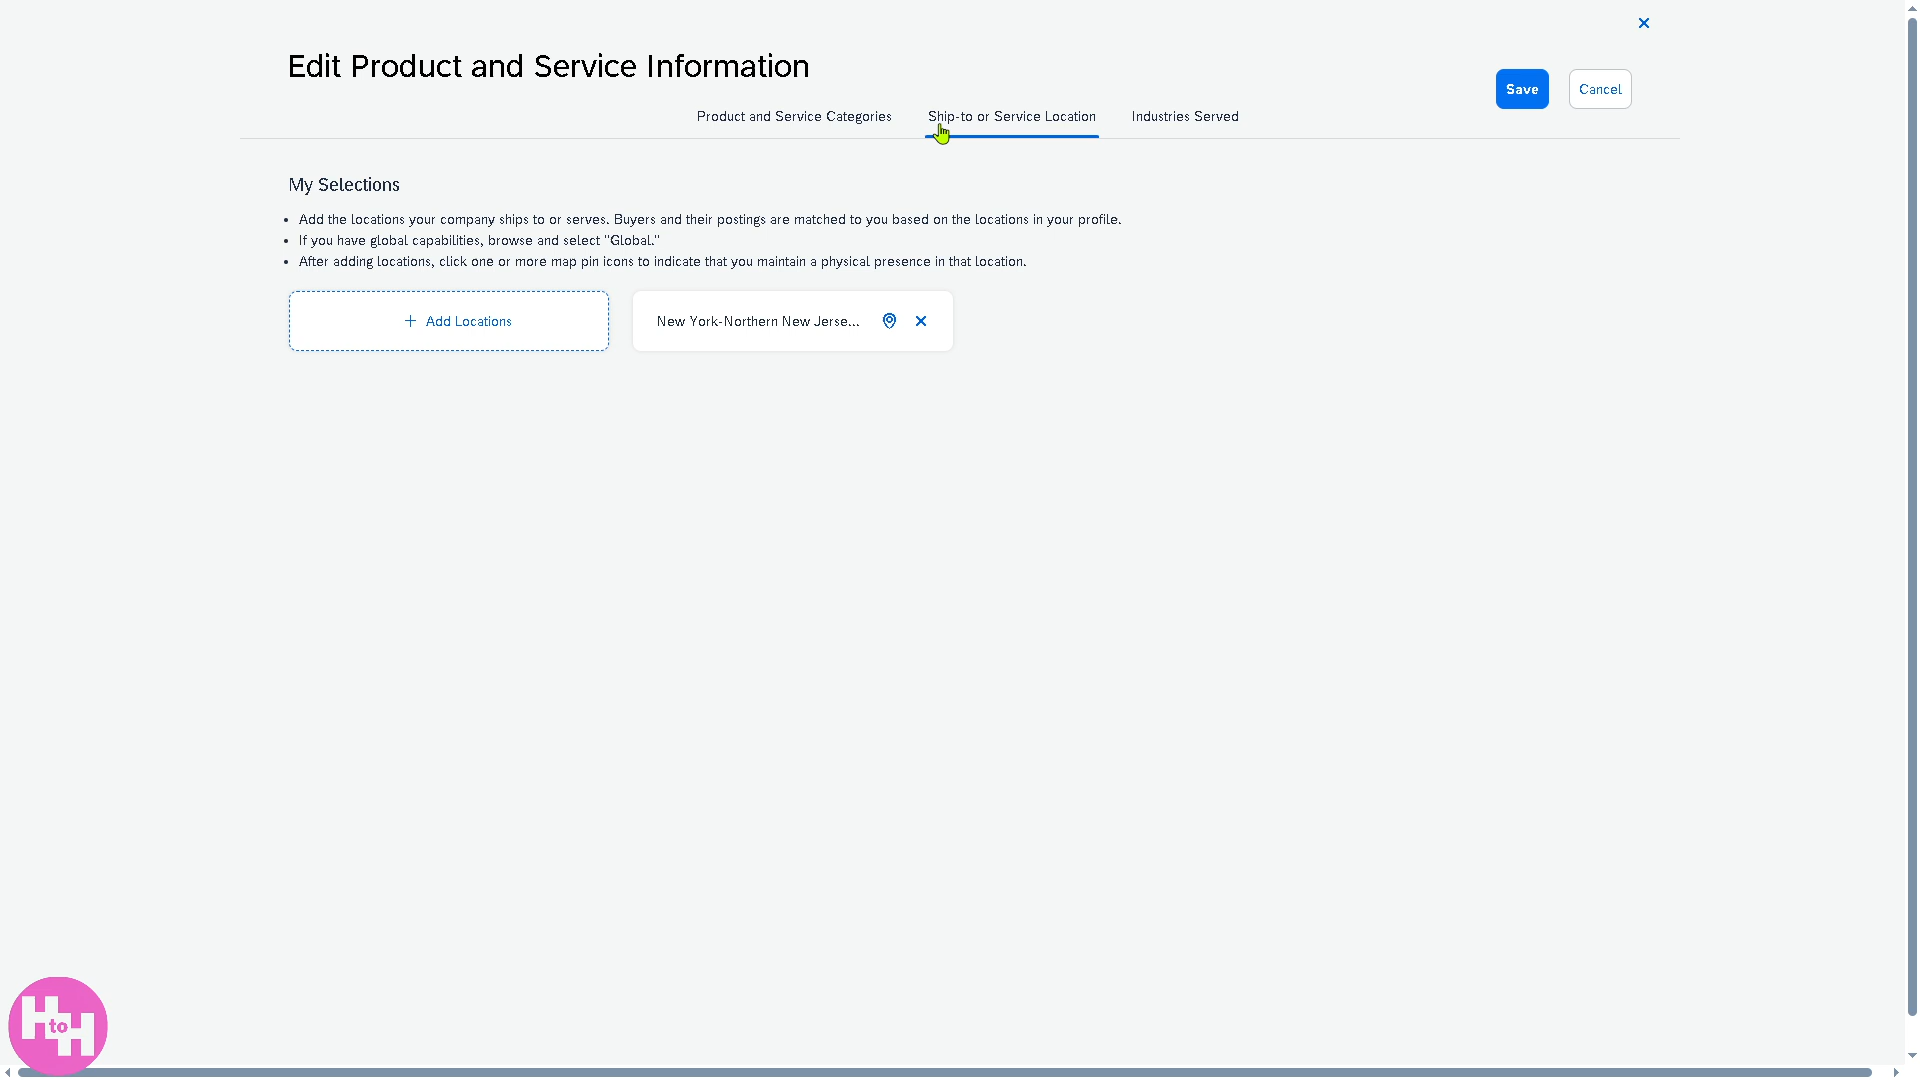 Edit Product and Service Information
Save
Cancel
Product and Service Categories
Ship-to or Service Location
Industries Served
My Selections
• Add the locations your company ships to or serves. Buyers and their postings are matched to you based on the locations in your profile.
• If you have global capabilities, browse and select "Global."
• After adding locations, click one or more map pin icons to indicate that you maintain a physical presence in that location.
+ Add Locations
New York-Northern New Jerse...
H to H